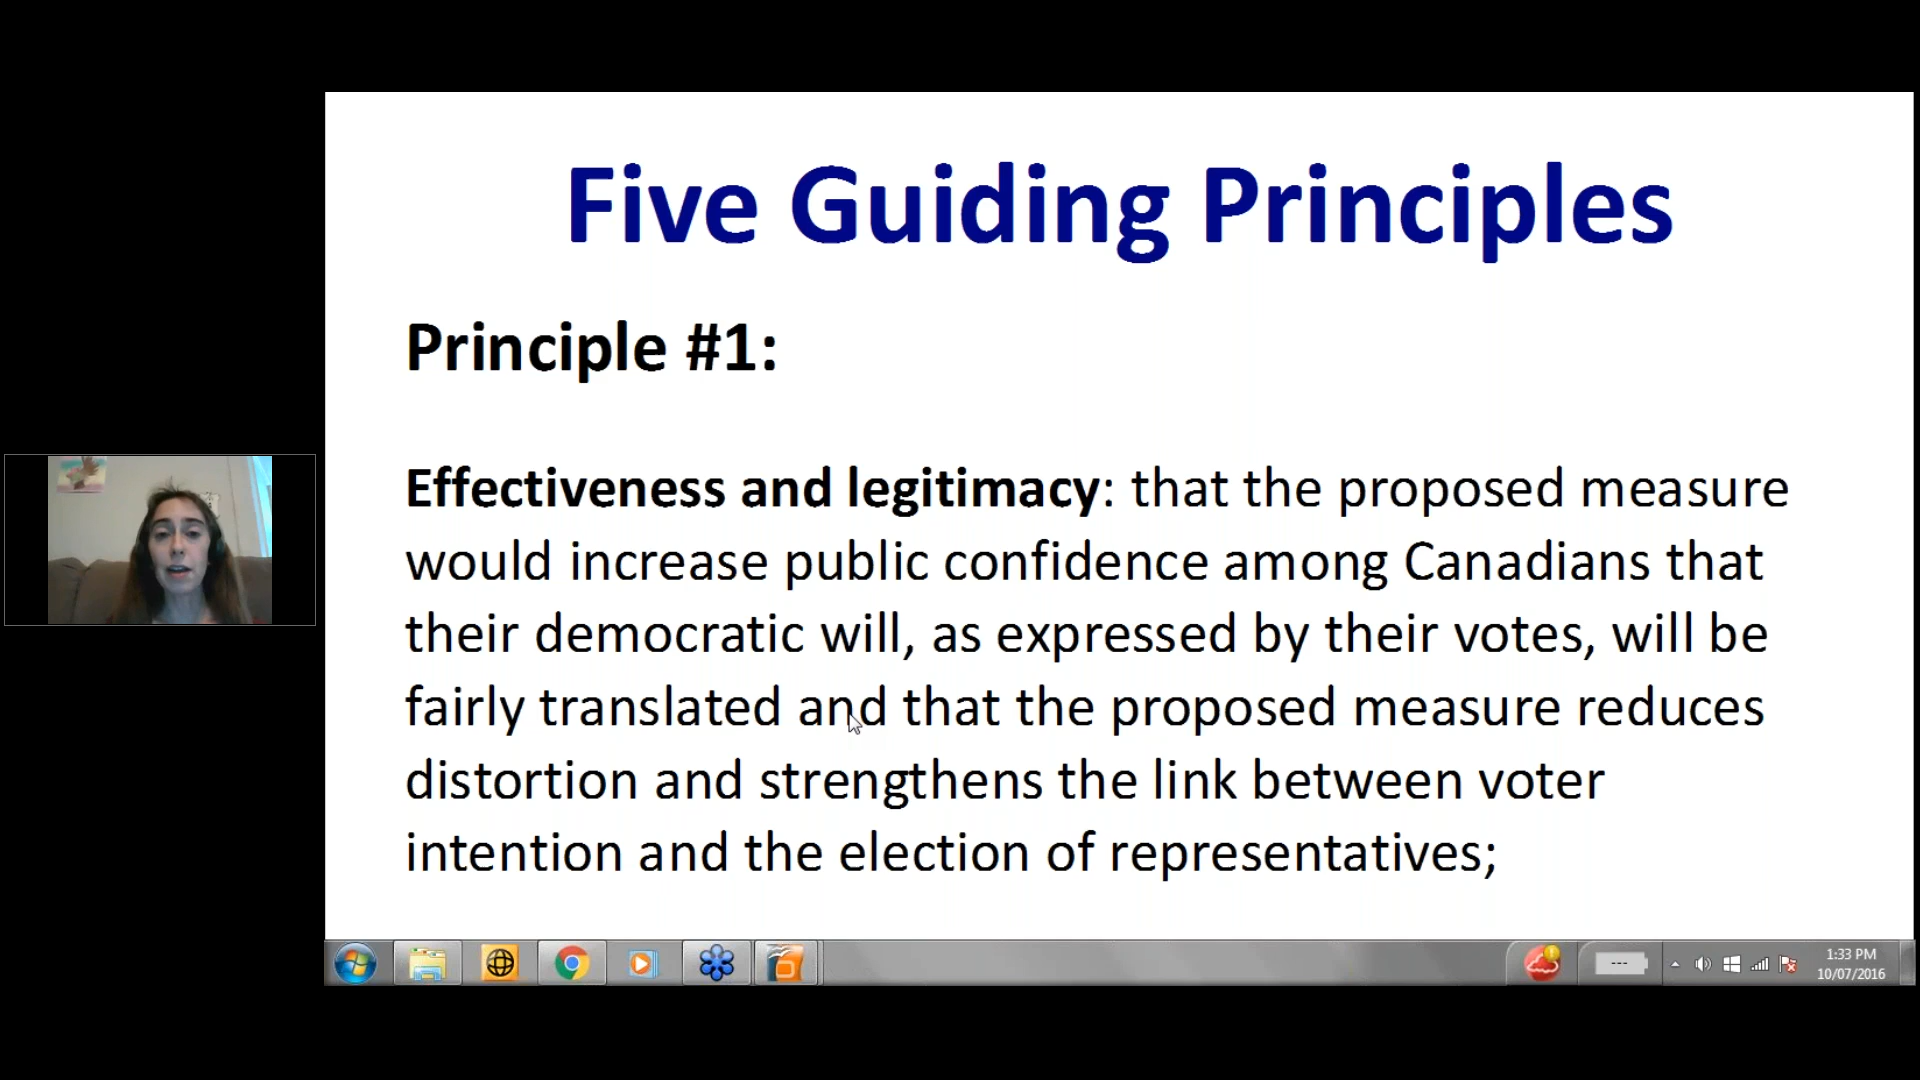 Five Guiding Principles
Principle #1:
Effectiveness and legitimacy: that the proposed measure
would increase public confidence among Canadians that
their democratic will, as expressed by their votes, will be
fairly translated and that the proposed measure reduces
distortion and strengthens the link between voter
intention and the election of representatives;
---
1:33 PM
10/07/2016